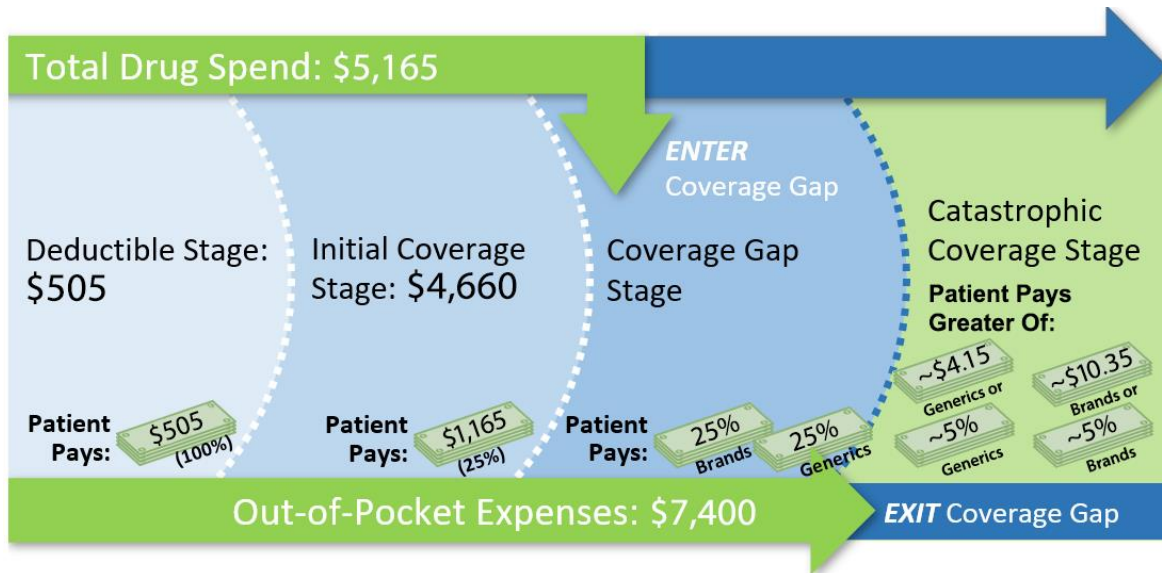 Total Drug Spend: $5,165
ENTER
Coverage Gap
Deductible Stage:
$505
Patient
Pays:
$505
(100%)
Initial Coverage
Stage: $4,660
Patient
Pays:
$1,165
(25%)
Coverage Gap
Stage
Patient
Pays:
25%
Brands
25%
Generics
Catastrophic
Coverage Stage
Patient Pays
Greater Of:
~$4.15
Generics or
~$10.35
Brands or
~5%
Generics
~5%
Brands
Out-of-Pocket Expenses: $7,400
EXIT Coverage Gap